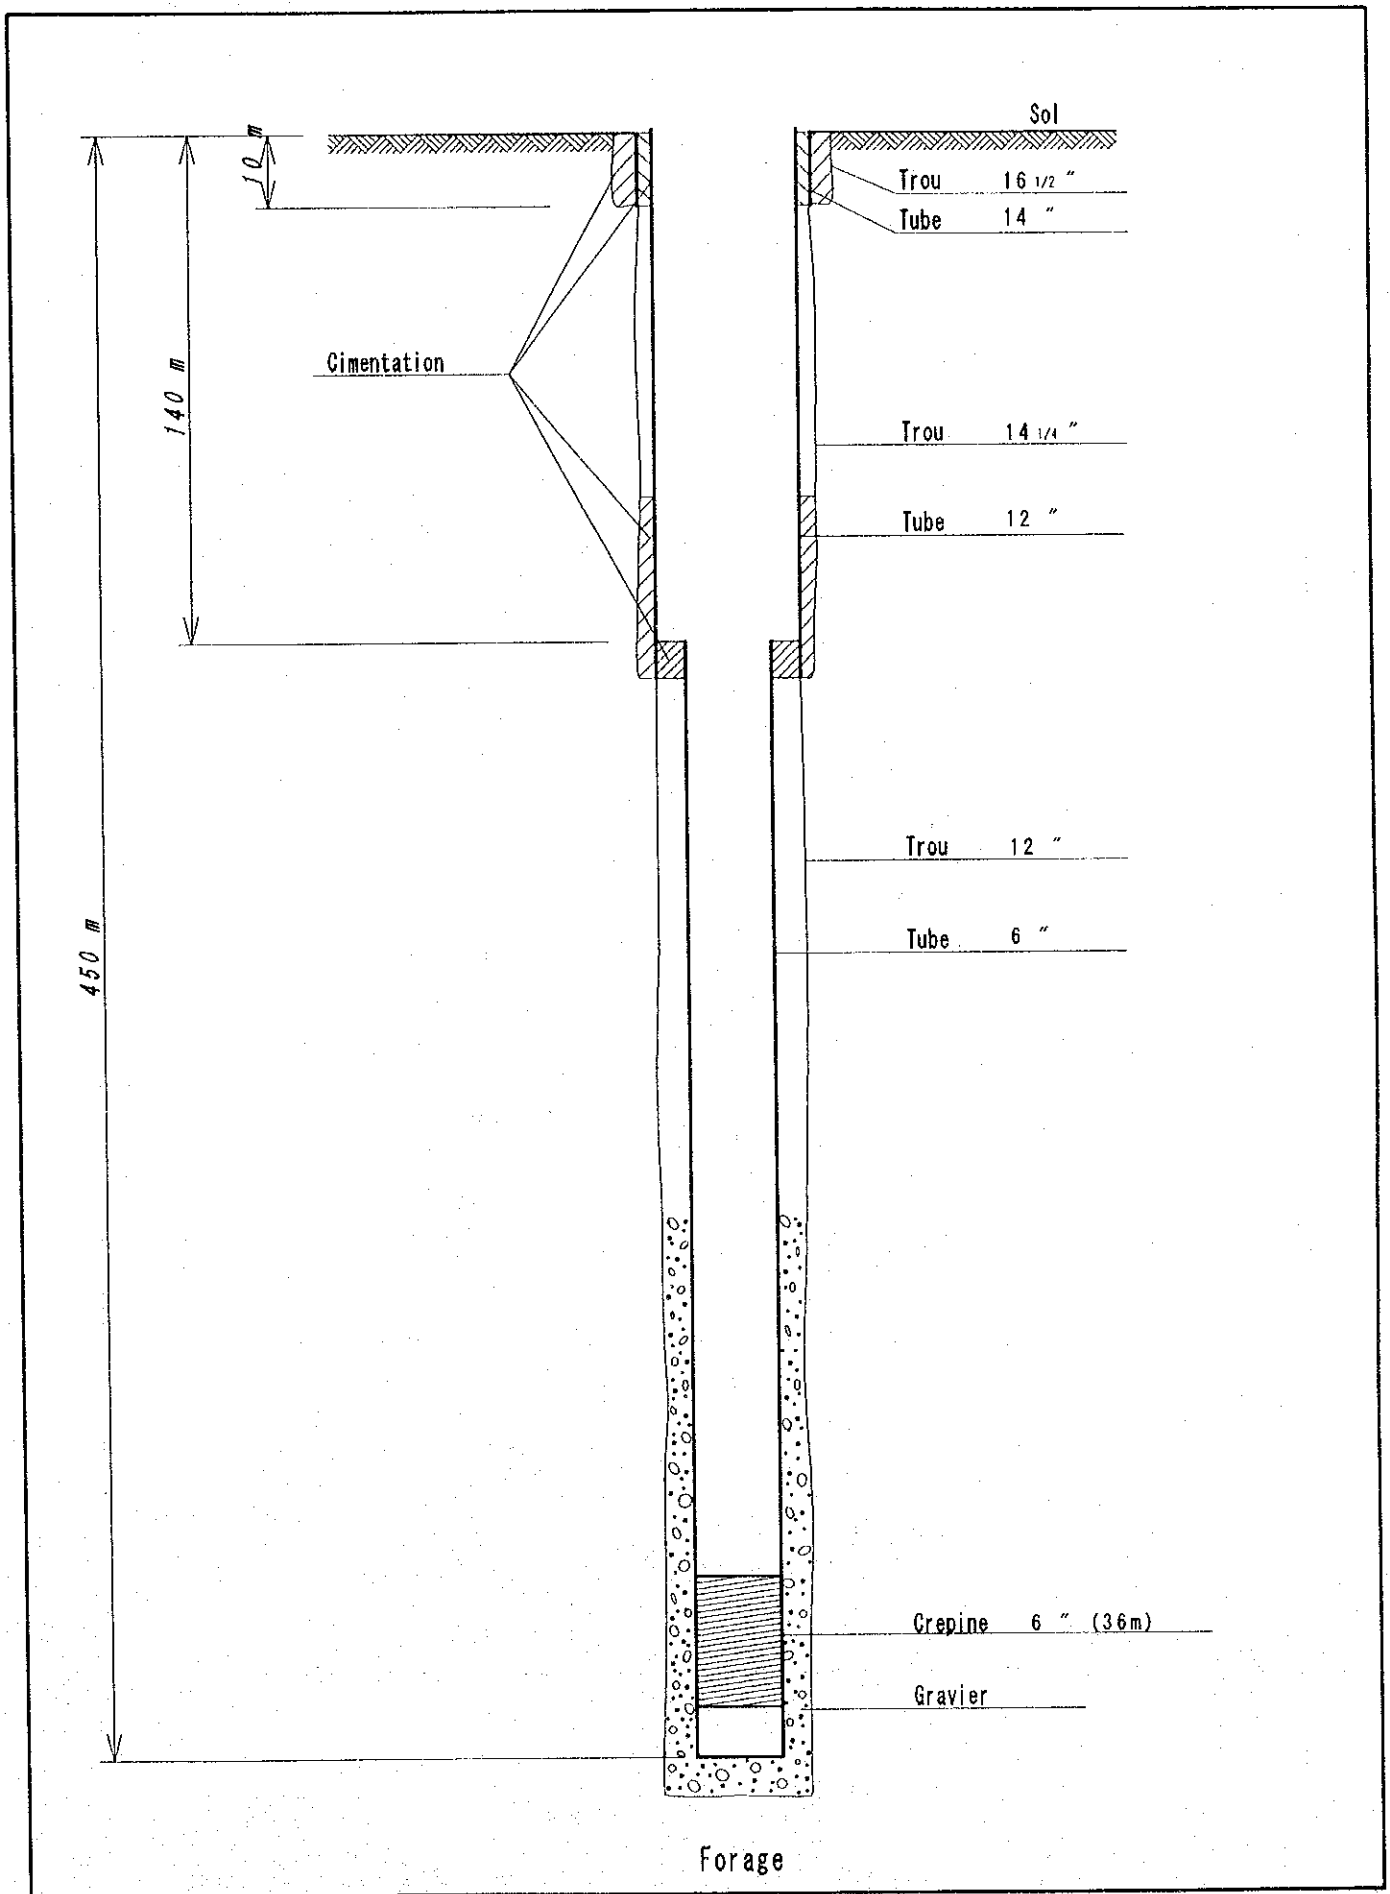 Sol
10 m
Trou 16 1/2 "
Tube 14 "
Cimentation
140 m
Trou 14 1/4 "
Tube 12 "
Trou 12 "
Tube 6 "
450 m
Crepine 6 " (36m)
Gravier
Forage